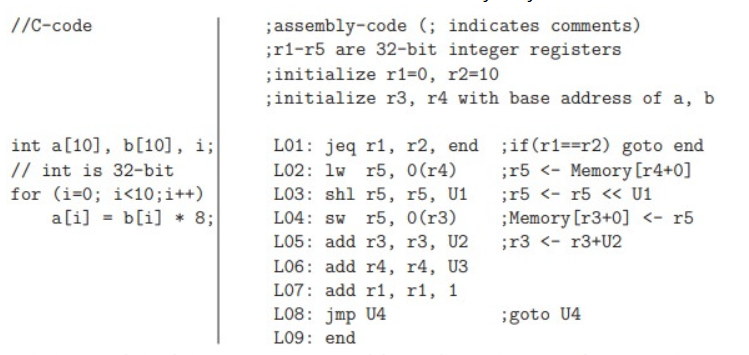 //C-code ;assembly-code (; indicates comments)
;r1-r5 are 32-bit integer registers
;initialize r1=0, r2=10
;initialize r3, r4 with base address of a, b
int a[10], b[10], i; L01: jeq r1, r2, end ;if(r1==r2) goto end
// int is 32-bit L02: lw r5, 0(r4) ;r5 <- Memory[r4+0]
for (i=0; i<10;i++) L03: shl r5, r5, U1 ;r5 <- r5 << U1
a[i] = b[i] * 8; L04: sw r5, 0(r3) ;Memory[r3+0] <- r5
L05: add r3, r3, U2 ;r3 <- r3+U2
L06: add r4, r4, U3
L07: add r1, r1, 1
L08: jmp U4 ;goto U4
L09: end